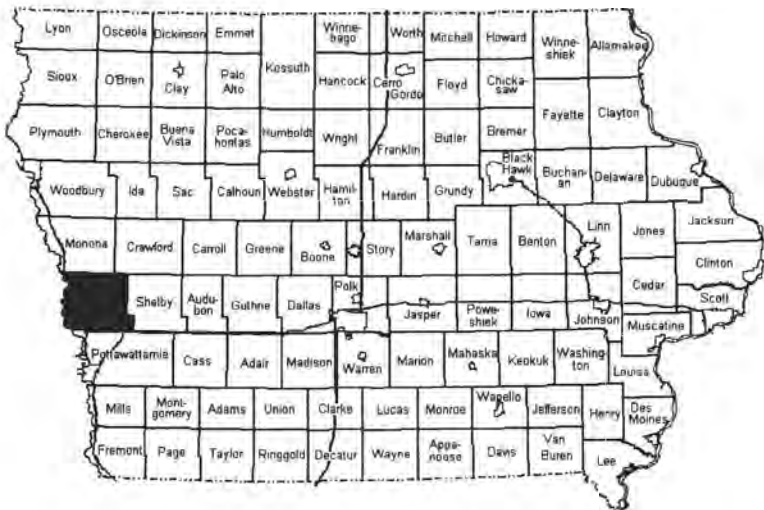 Lyon Osceola Dickinson Emmet Winne- Worth Mitchell Howard Winne- Allamakee
bago shiek
Sioux O'Brien Clay Palo Kossuth Hancock Cerro Floyd Chicka-
Alto Gordo saw
Plymouth Cherokee Buena Poca- Humboldt Wright Franklin Butler Bremer Fayette Clayton
Vista hontas
Woodbury Ida Sac Calhoun Webster Hamil- Hardin Grundy Black Buchan- Delaware Dubuque
ton Hawk an
Monona Crawford Carroll Greene Boone Story Marshall Tama Benton Linn Jones Jackson
Clinton
Shelby Audu- Guthrie Dallas Polk Jasper Powe- Iowa Johnson Cedar Scott
bon shiek
Muscatine
Pottawattamie Cass Adair Madison Warren Marion Mahaska Keokuk Washing- Louisa
ton
Mills Mont- Adams Union Clarke Lucas Monroe Wapello Jefferson Henry Des
gomery Moines
Fremont Page Taylor Ringgold Decatur Wayne Appa- Davis Van Lee
noose Buren